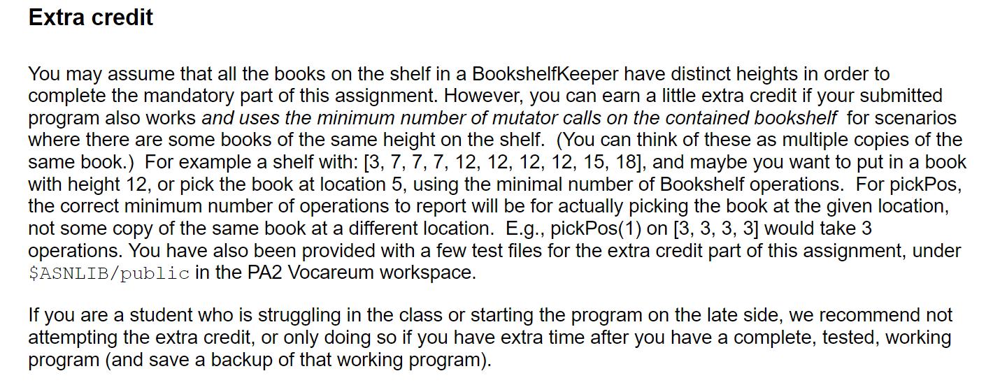 Extra credit
You may assume that all the books on the shelf in a BookshelfKeeper have distinct heights in order to
complete the mandatory part of this assignment. However, you can earn a little extra credit if your submitted
program also works and uses the minimum number of mutator calls on the contained bookshelf  for scenarios
where there are some books of the same height on the shelf.  (You can think of these as multiple copies of the
same book.)  For example a shelf with: [3, 7, 7, 7, 12, 12, 12, 12, 15, 18], and maybe you want to put in a book
with height 12, or pick the book at location 5, using the minimal number of Bookshelf operations.  For pickPos,
the correct minimum number of operations to report will be for actually picking the book at the given location,
not some copy of the same book at a different location.  E.g., pickPos(1) on [3, 3, 3, 3] would take 3
operations. You have also been provided with a few test files for the extra credit part of this assignment, under
$ASNLIB/public in the PA2 Vocareum workspace.
If you are a student who is struggling in the class or starting the program on the late side, we recommend not
attempting the extra credit, or only doing so if you have extra time after you have a complete, tested, working
program (and save a backup of that working program).